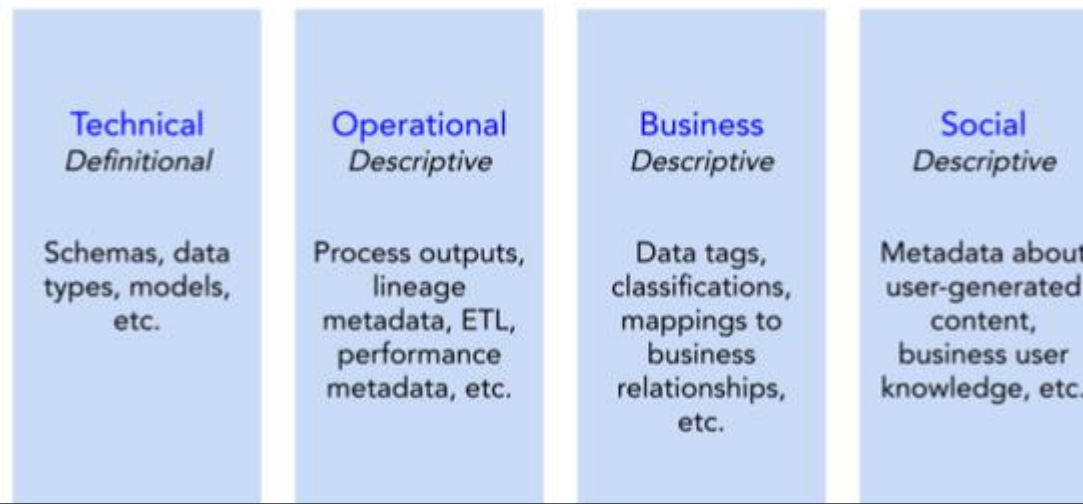 Technical
Definitional
Schemas, data
types, models,
etc.
Operational
Descriptive
Process outputs,
lineage
metadata, ETL,
performance
metadata, etc.
Business
Descriptive
Data tags,
classifications,
mappings to
business
relationships,
etc.
Social
Descriptive
Metadata about
user-generated
content,
business user
knowledge, etc.